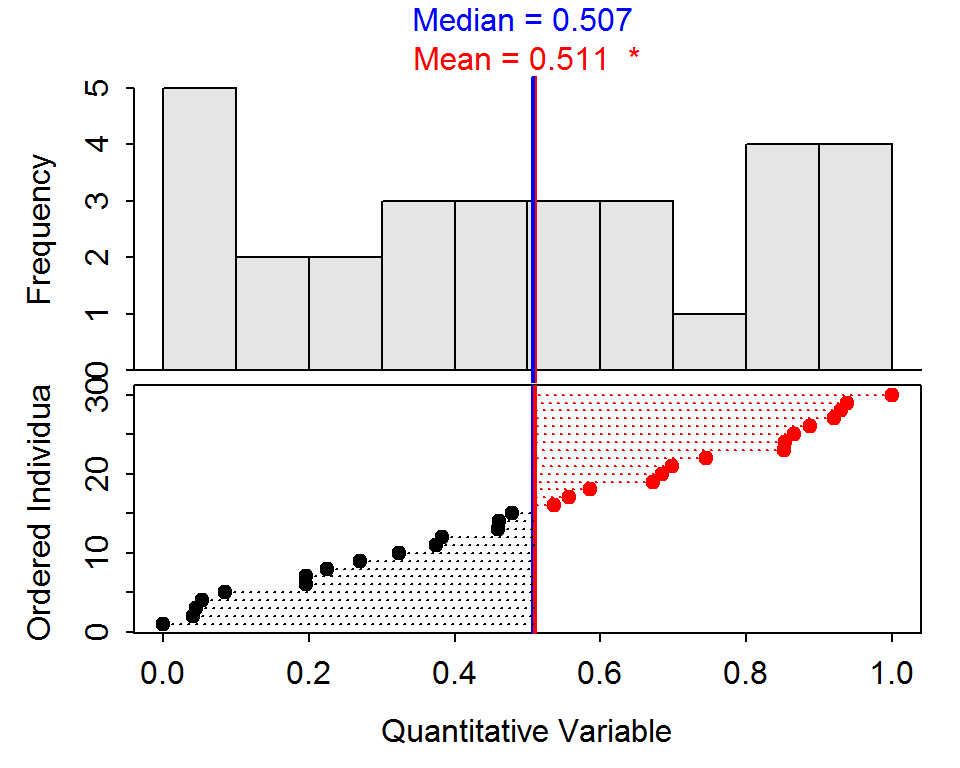 Median = 0.507
Mean = 0.511 *
Frequency
5
4
3
2
1
0
Ordered Individua
30
20
10
0
0.0 0.2 0.4 0.6 0.8 1.0
Quantitative Variable